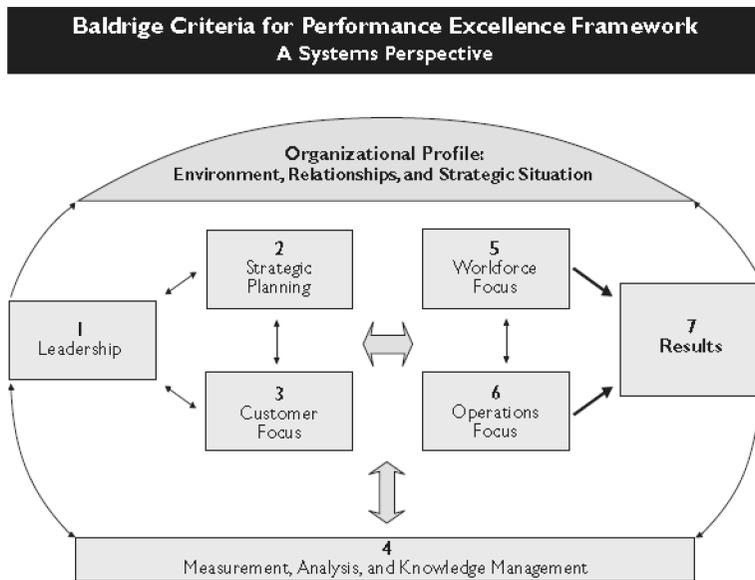 Baldrige Criteria for Performance Excellence Framework
A Systems Perspective
Organizational Profile:
Environment, Relationships, and Strategic Situation
2
Strategic
Planning
5
Workforce
Focus
1
Leadership
7
Results
3
Customer
Focus
6
Operations
Focus
4
Measurement, Analysis, and Knowledge Management